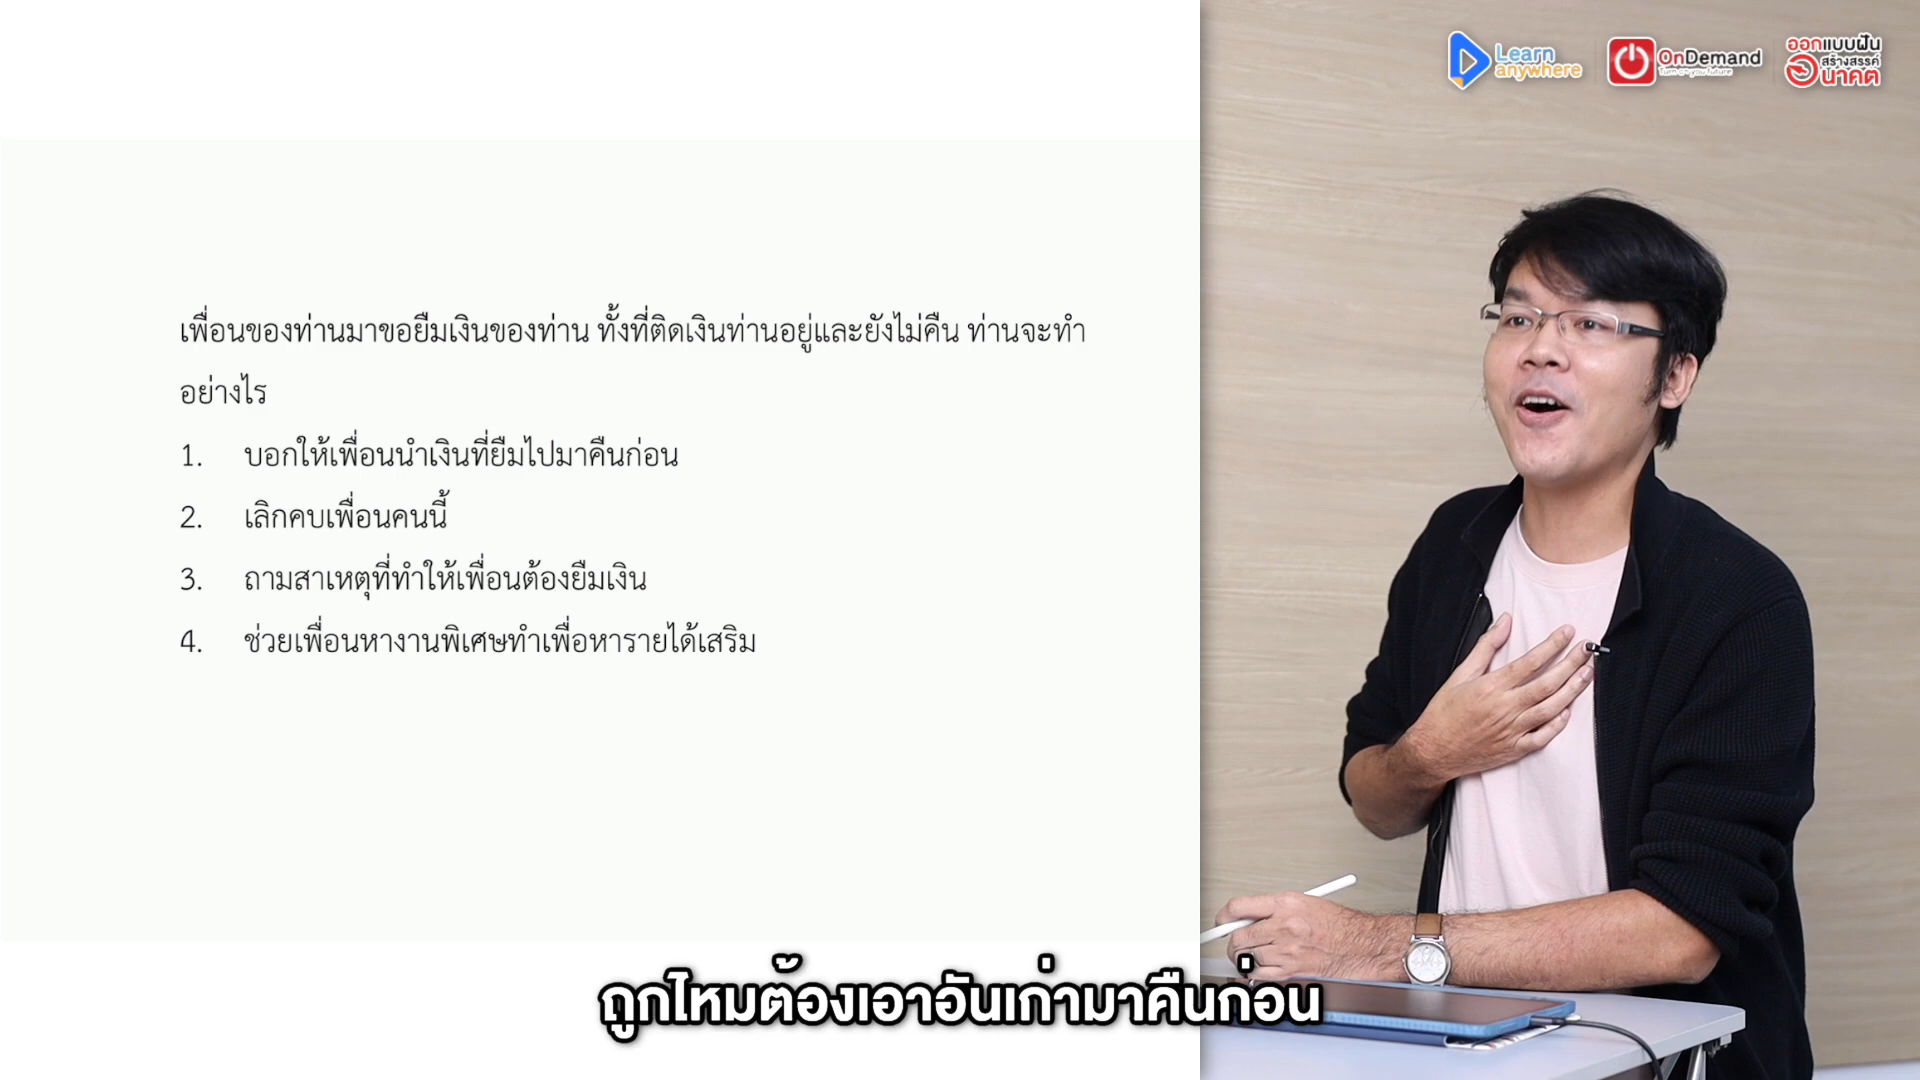 Learn
anywhere
OnDemand
ออกแบบฝัน
สร้างสรรค์
อนาคต
เพื่อนของท่านมาขอยืมเงินของท่าน ทั้งที่ติดเงินท่านอยู่และยังไม่คืน ท่านจะทำ
อย่างไร
1. บอกให้เพื่อนนำเงินที่ยืมไปมาคืนก่อน
2. เลิกคบเพื่อนคนนี้
3. ถามสาเหตุที่ทำให้เพื่อนต้องยืมเงิน
4. ช่วยเพื่อนหางานพิเศษทำเพื่อหารายได้เสริม
ถูกไหมต้องเอาอันเก่ามาคืนก่อน